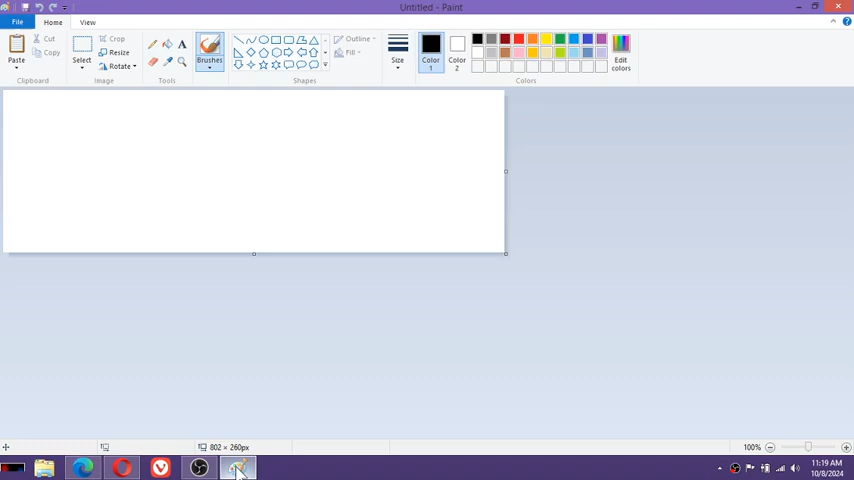 Untitled - Paint
File Home View
Paste
Cut
Copy
Clipboard
Select
Crop
Resize
Rotate
Image
A
Tools
Brushes
Shapes
Outline
Fill
Size
Color 1
Color 2
Edit colors
Colors
802 × 260px
100%
11:19 AM
10/8/2024